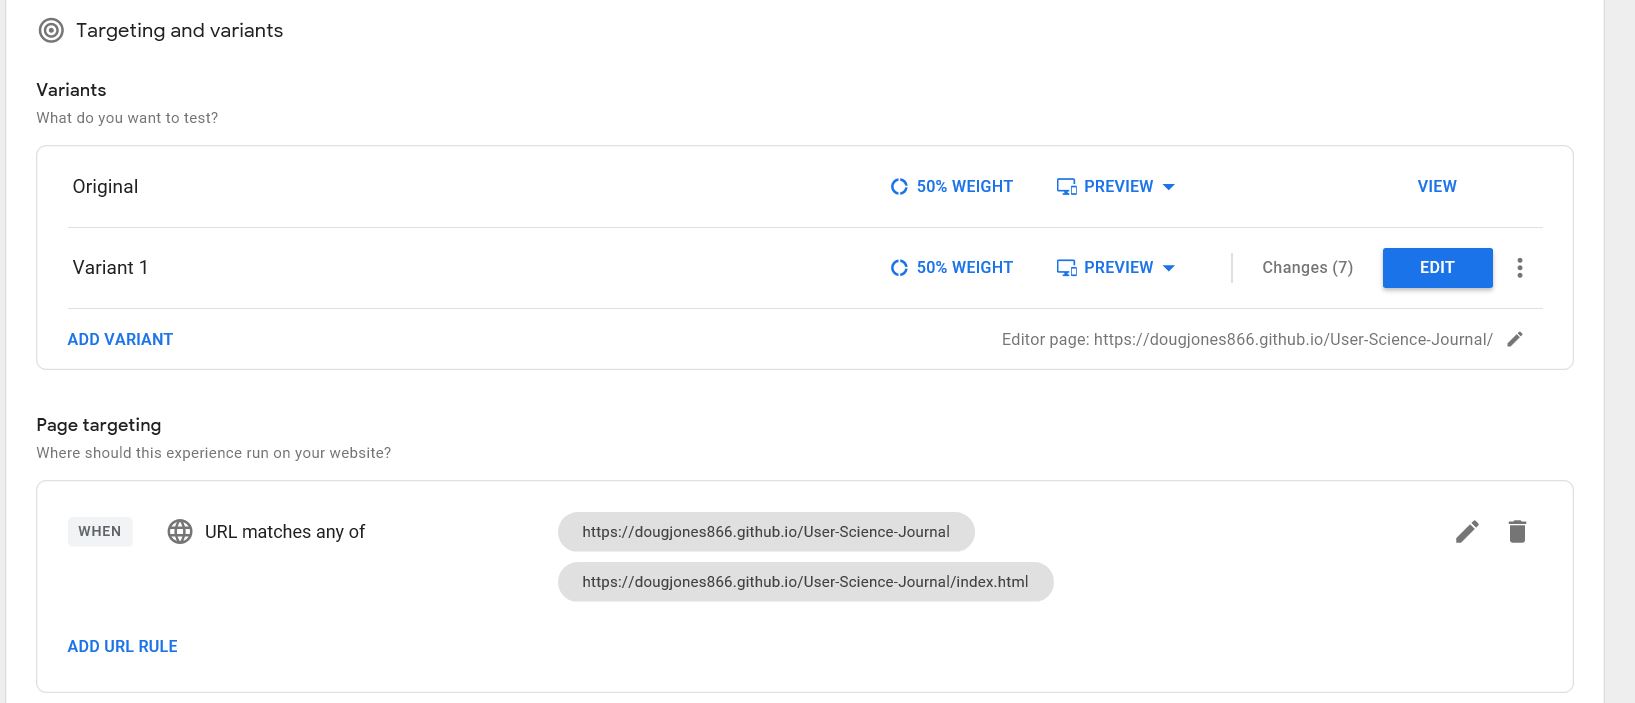 Targeting and variants
Variants
What do you want to test?
Original 50% WEIGHT PREVIEW VIEW
Variant 1 50% WEIGHT PREVIEW Changes (7) EDIT
ADD VARIANT Editor page: https://dougjones866.github.io/User-Science-Journal/
Page targeting
Where should this experience run on your website?
WHEN URL matches any of https://dougjones866.github.io/User-Science-Journal
https://dougjones866.github.io/User-Science-Journal/index.html
ADD URL RULE